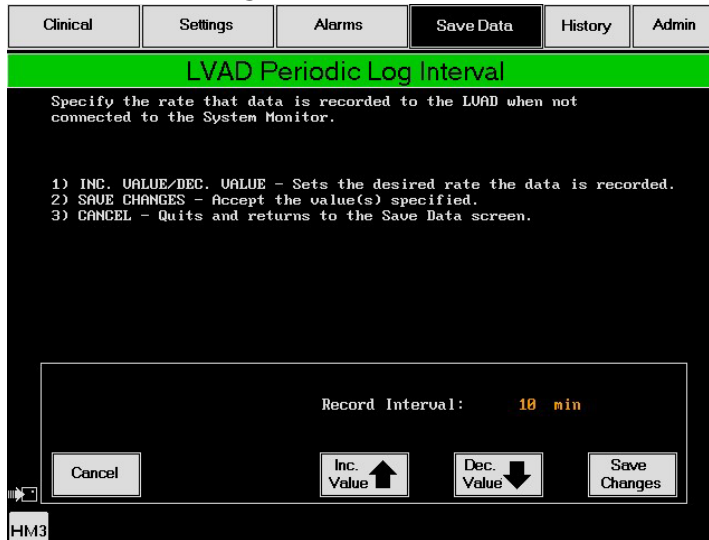 Clinical Settings Alarms Save Data History Admin
LVAD Periodic Log Interval
Specify the rate that data is recorded to the LVAD when not
connected to the System Monitor.
1) INC. VALUE/DEC. VALUE - Sets the desired rate the data is recorded.
2) SAVE CHANGES - Accept the value(s) specified.
3) CANCEL - Quits and returns to the Save Data screen.
Record Interval: 10 min
Cancel
Inc.
Value
Dec.
Value
Save
Changes
HM3